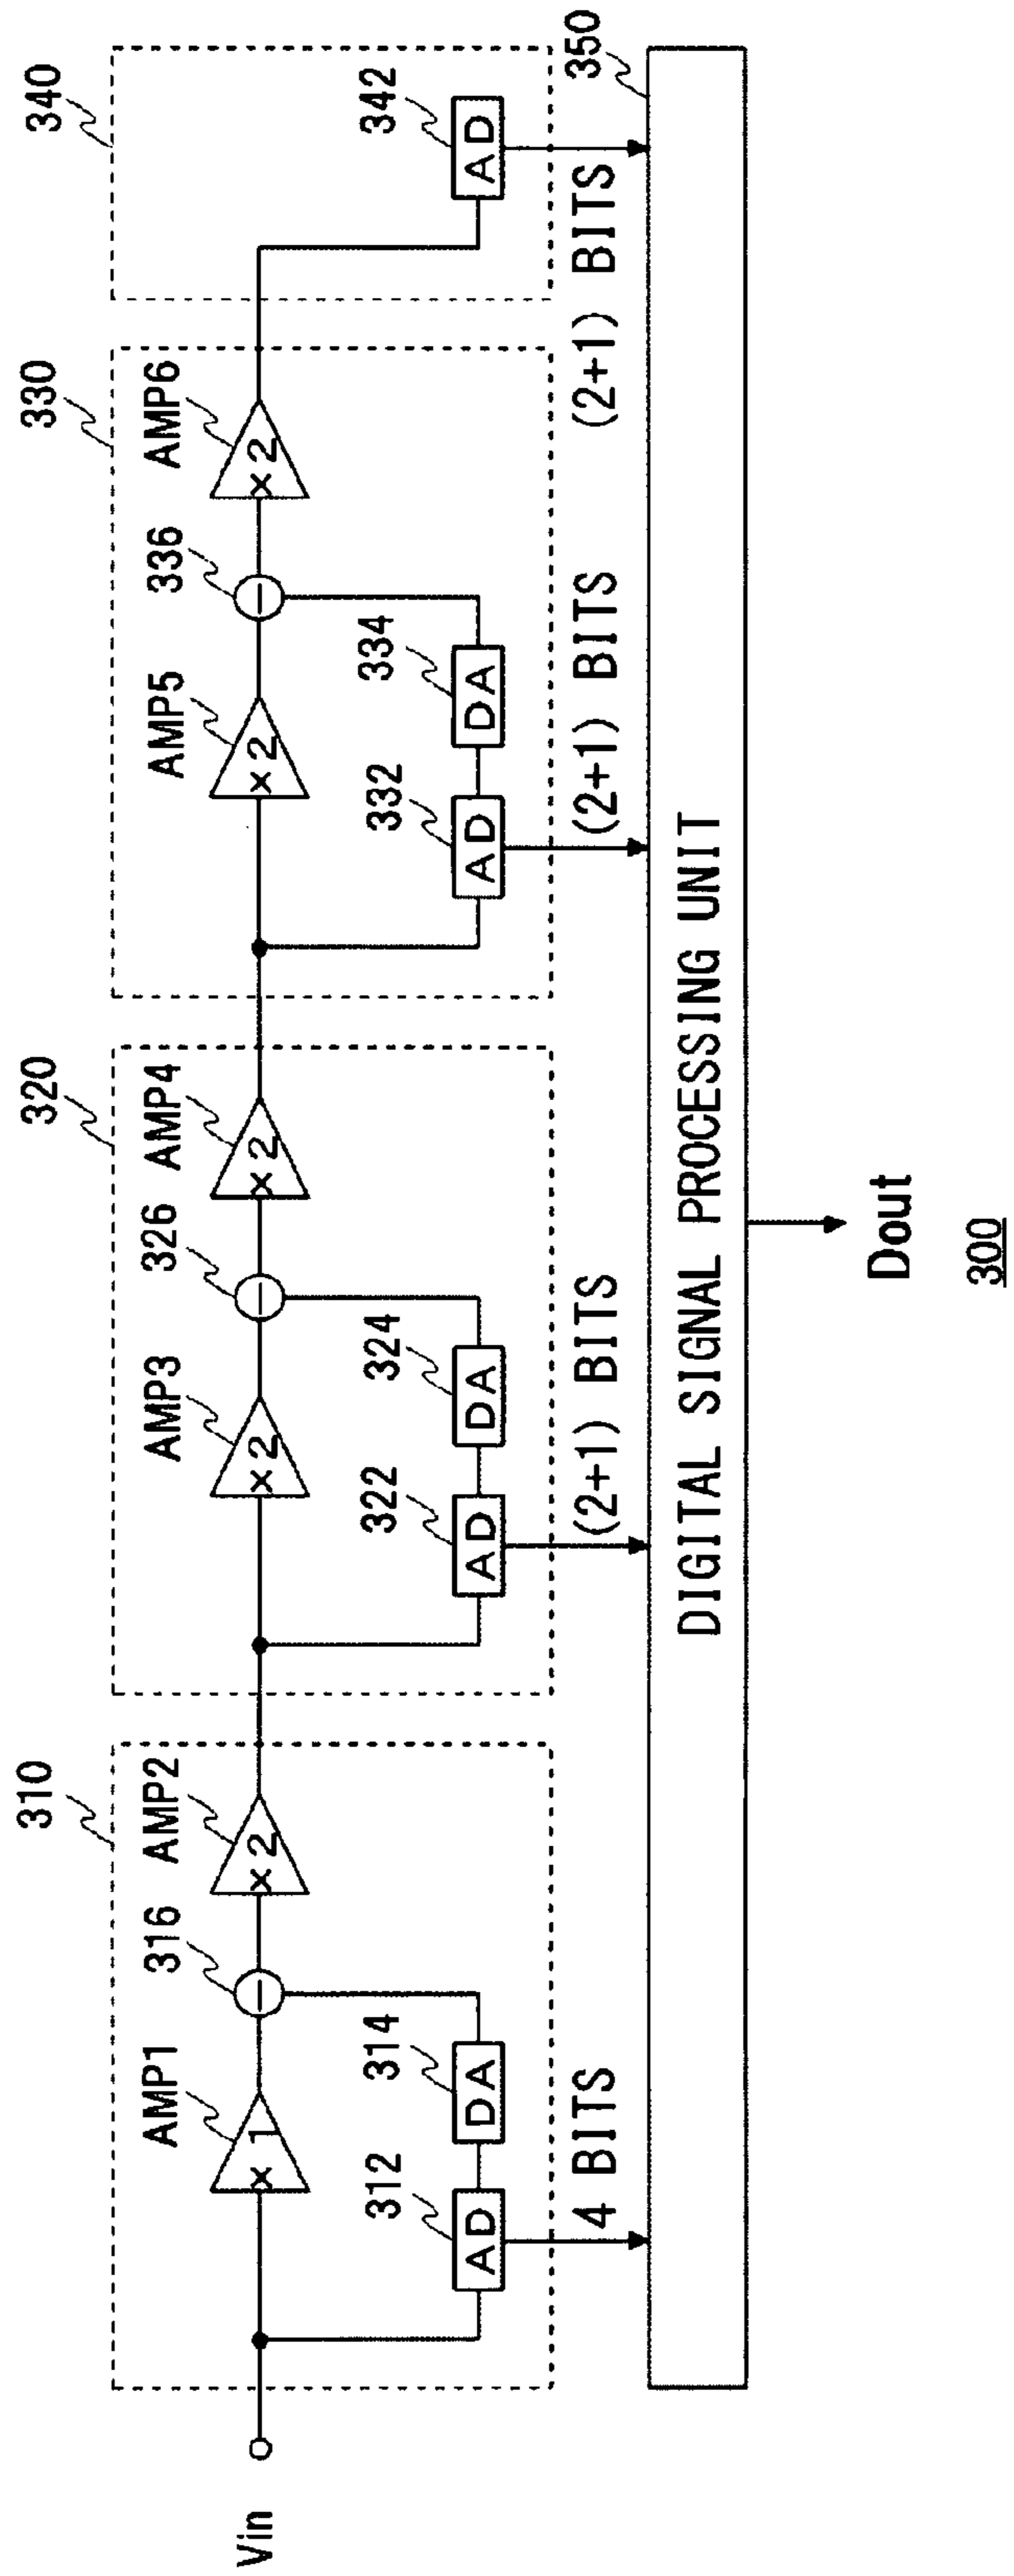 310
320
330
340
AMP1
316
AMP2
AMP3
326
AMP4
AMP5
336
AMP6
×1
×2
×2
×2
×2
×2
Vin
312
314
322
324
332
334
342
AD
DA
AD
DA
AD
DA
AD
4 BITS
(2+1) BITS
(2+1) BITS
(2+1) BITS
350
DIGITAL SIGNAL PROCESSING UNIT
Dout
300